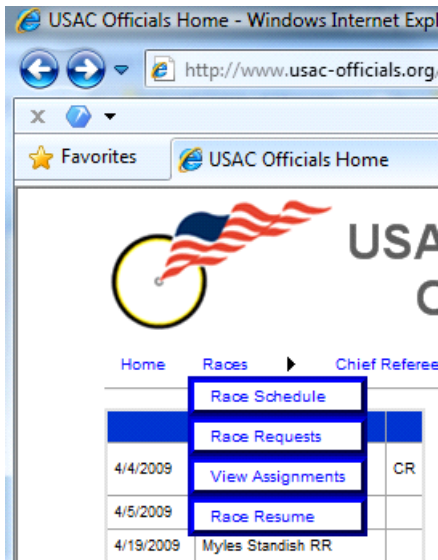 USAC Officials Home - Windows Internet Expl
http://www.usac-officials.org/
x
Favorites USAC Officials Home
USA
C
Home Races Chief Referee
Race Schedule
Race Requests
4/4/2009 View Assignments CR
4/5/2009 Race Resume
4/19/2009 Myles Standish RR